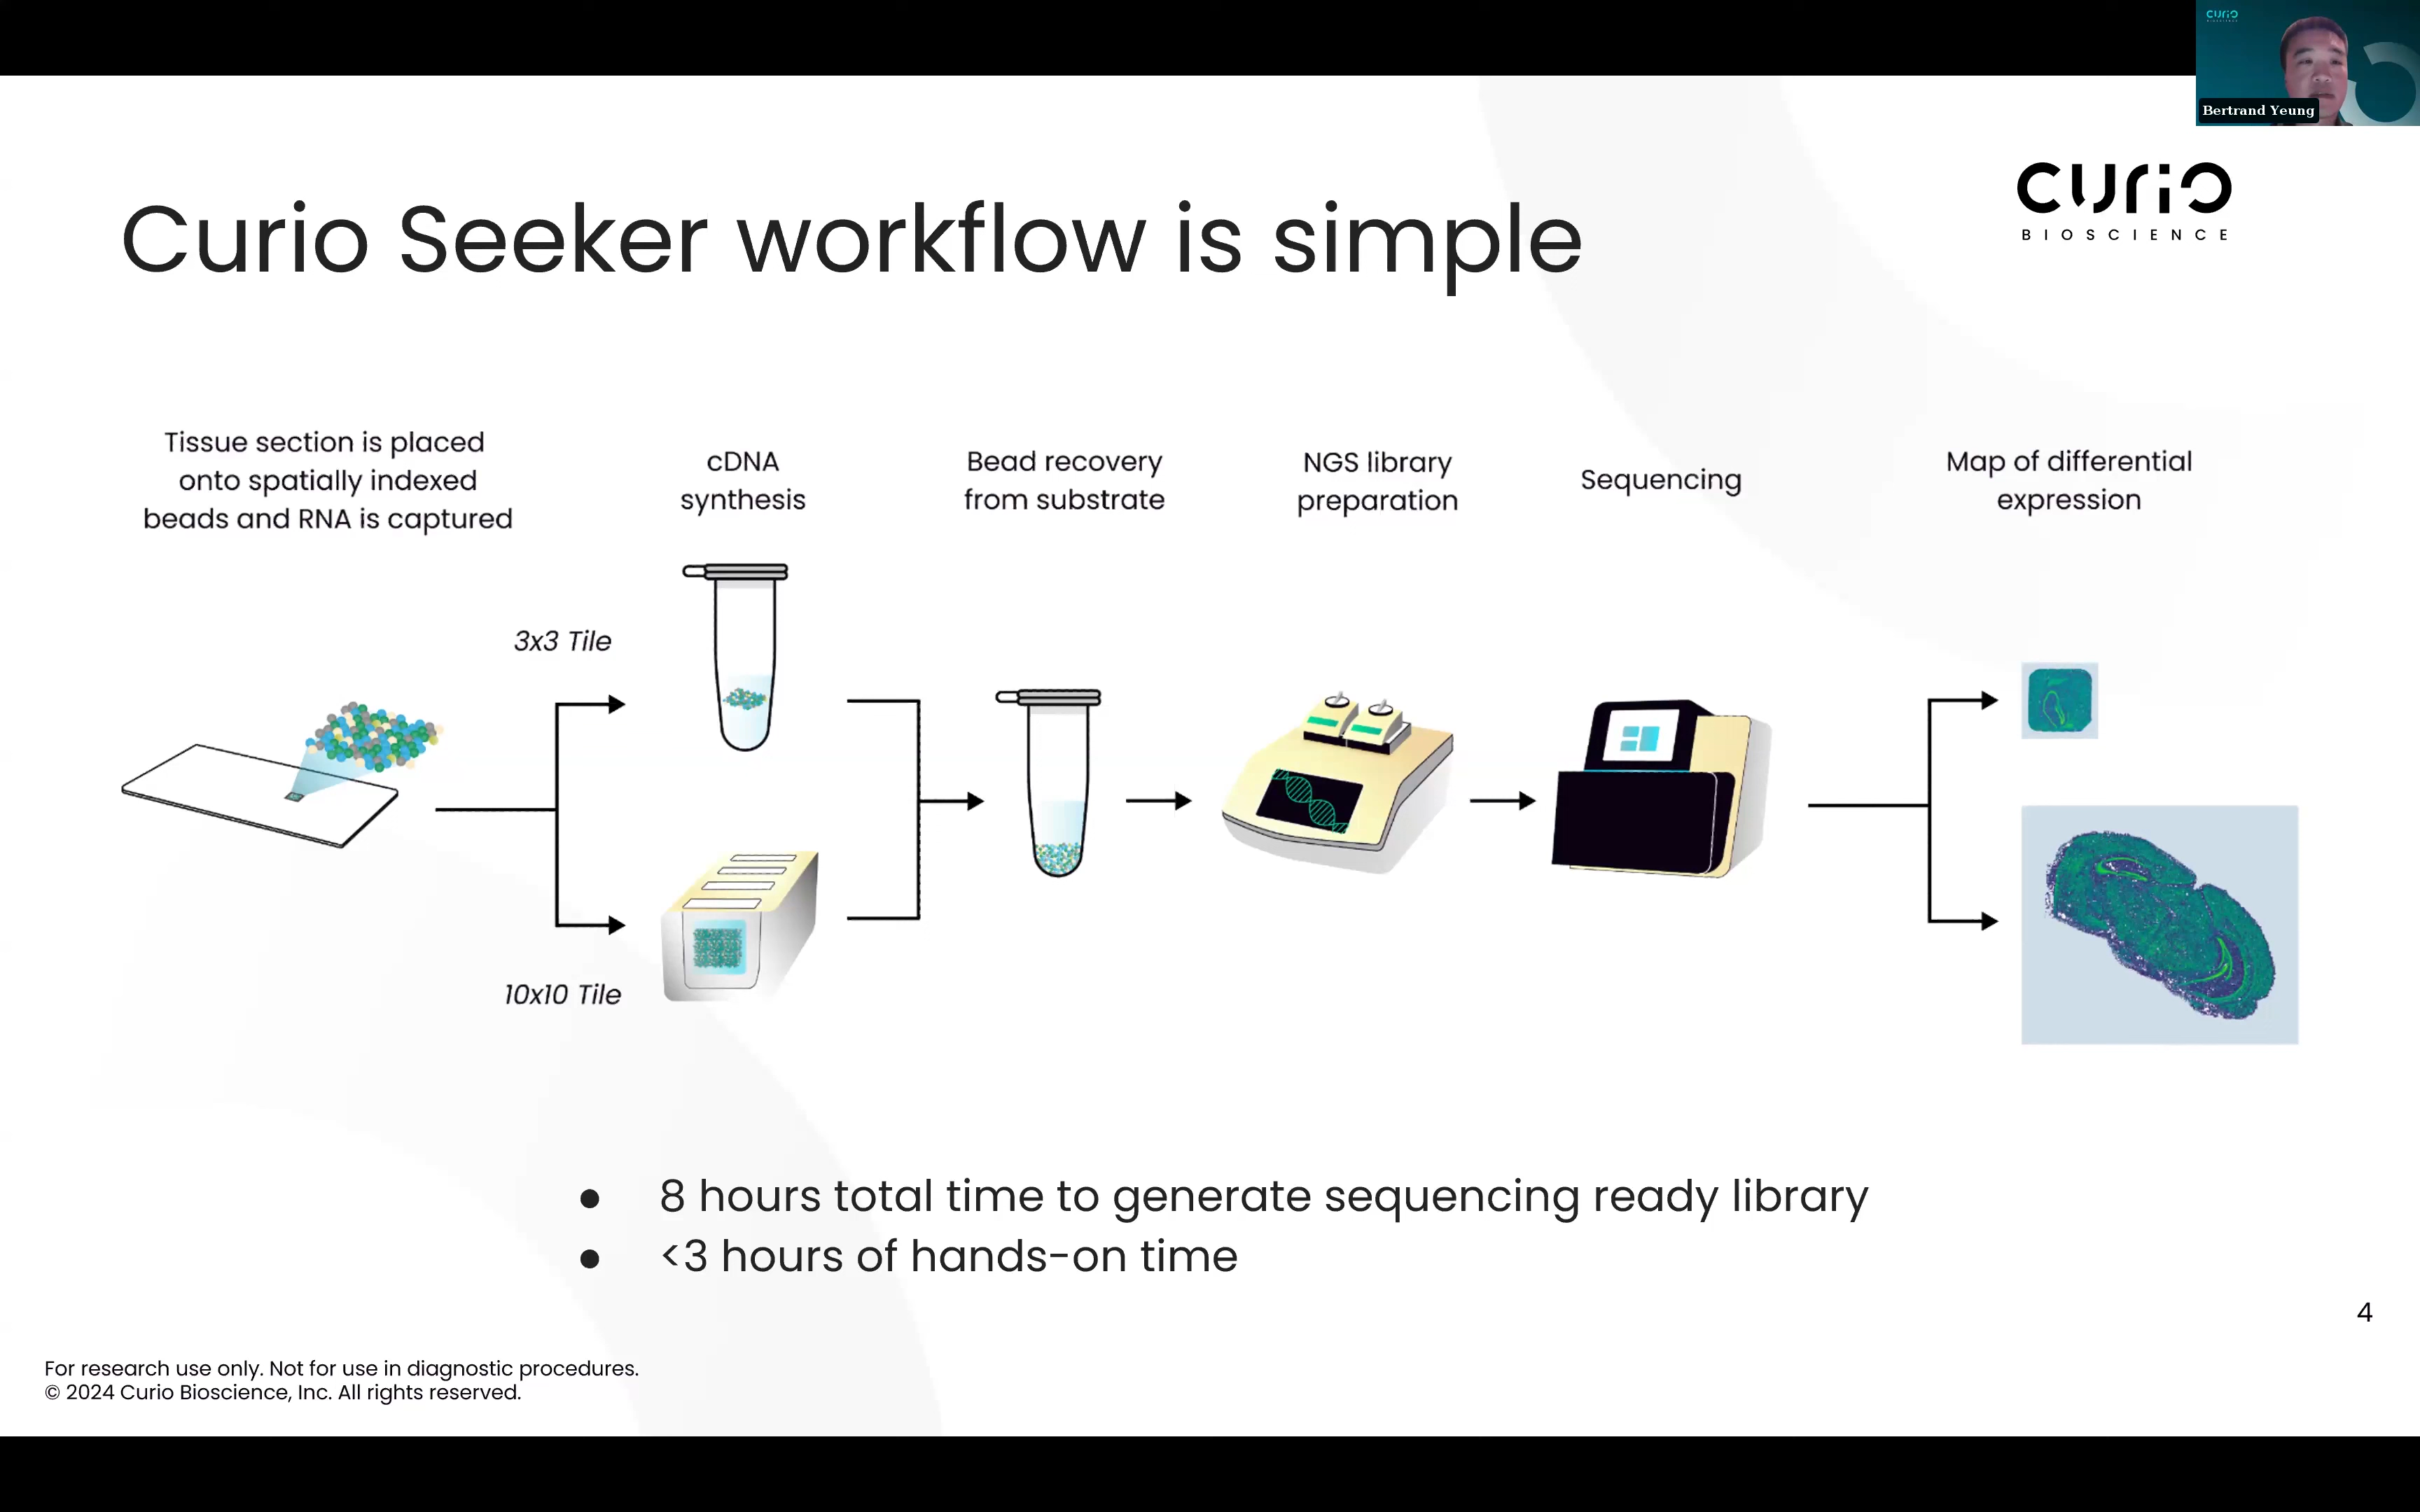 curio
Bertrand Yeung
curio
BIOSCIENCE
Curio Seeker workflow is simple
Tissue section is placed
onto spatially indexed
beads and RNA is captured
cDNA
synthesis
Bead recovery
from substrate
NGS library
preparation
Sequencing
Map of differential
expression
3x3 Tile
10x10 Tile
● 8 hours total time to generate sequencing ready library
● <3 hours of hands-on time
4
For research use only. Not for use in diagnostic procedures.
© 2024 Curio Bioscience, Inc. All rights reserved.